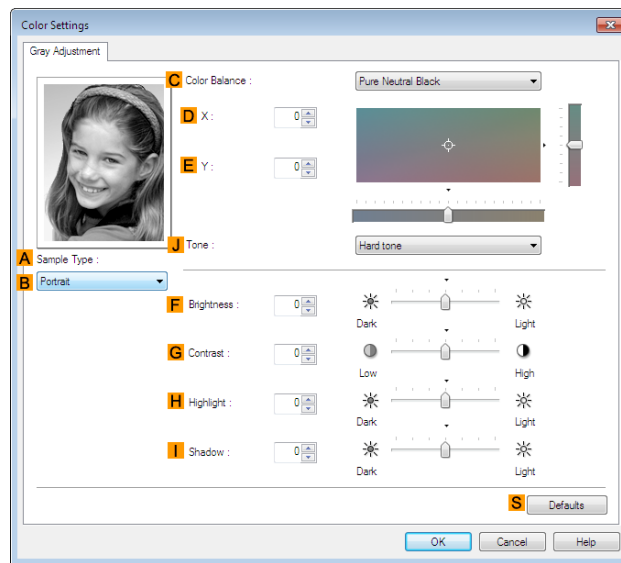 Color Settings
Gray Adjustment
C Color Balance : Pure Neutral Black
D X : 0
E Y : 0
J Tone : Hard tone
A Sample Type :
B Portrait
F Brightness : 0
Dark Light
G Contrast : 0
Low High
H Highlight : 0
Dark Light
I Shadow : 0
Dark Light
S Defaults
OK Cancel Help